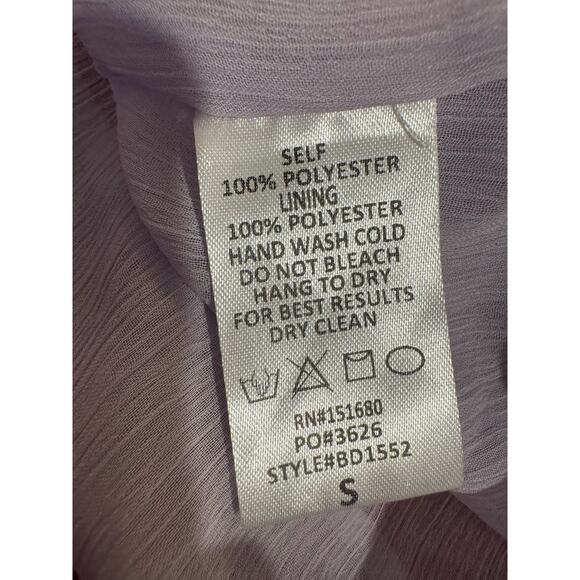 SELF
100% POLYESTER
LINING
100% POLYESTER
HAND WASH COLD
DO NOT BLEACH
HANG TO DRY
FOR BEST RESULTS
DRY CLEAN
RN#151680
PO#3626
STYLE#BD1552
S